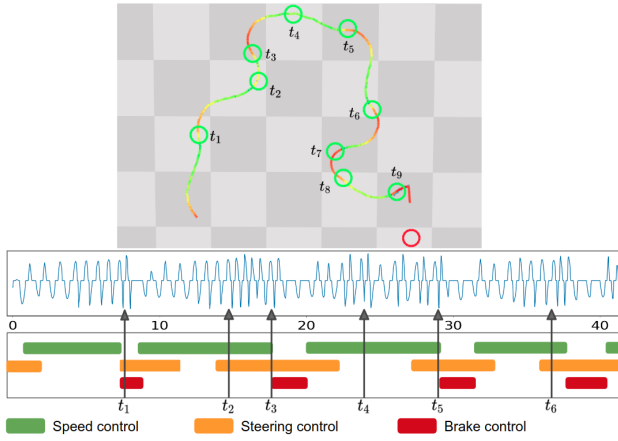 t4
t5
t3
t2
t6
t1
t7
t8
t9
0 10 20 30 40
t1 t2 t3 t4 t5 t6
Speed control Steering control Brake control